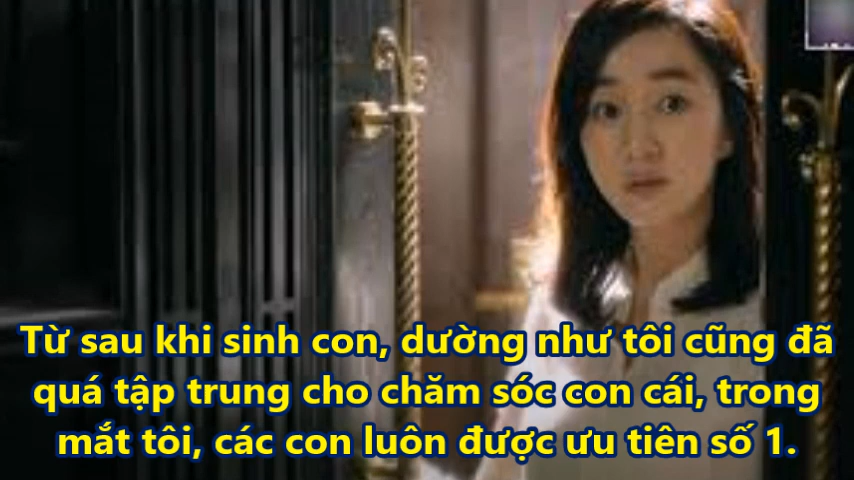 Từ sau khi sinh con, dường như tôi cũng đã
quá tập trung cho chăm sóc con cái, trong
mắt tôi, các con luôn được ưu tiên số 1.